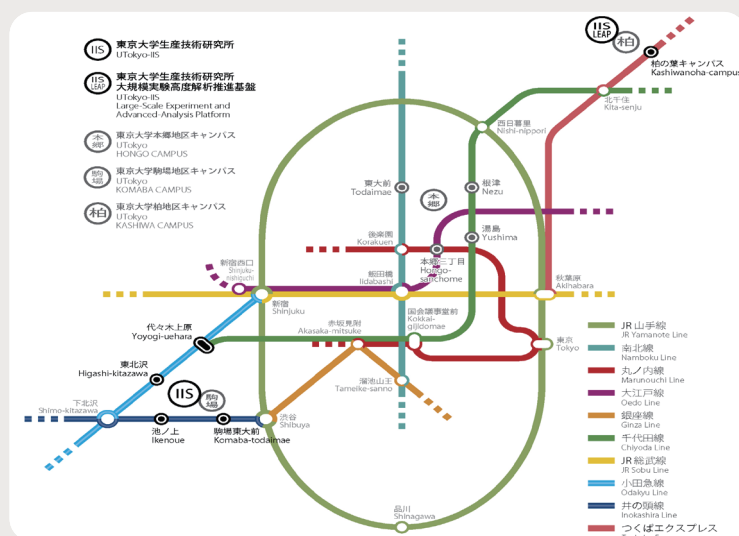 IIS
東京大学生産技術研究所
UTokyo-IIS
IIS
LEAP
東京大学生産技術研究所
大規模実験高度解析推進基盤
UTokyo-IIS
Large-Scale Experiment and
Advanced-Analysis Platform
本
郷
東京大学本郷地区キャンパス
UTokyo
HONGO CAMPUS
駒
場
東京大学駒場地区キャンパス
UTokyo
KOMABA CAMPUS
柏
東京大学柏地区キャンパス
UTokyo
KASHIWA CAMPUS
IIS
LEAP
柏
柏の葉キャンパス
Kashiwanoha-campus
北千住
Kita-senju
西日暮里
Nishi-nippori
東大前
Todaimae
根津
Nezu
本
郷
湯島
Yushima
後楽園
Korakuen
本郷三丁目
Hongo-
sanchome
新宿西口
Shinjuku-
nishiguchi
飯田橋
Iidabashi
秋葉原
Akihabara
新宿
Shinjuku
国会議事堂前
Kokkai-
gijidomae
代々木上原
Yoyogi-uehara
赤坂見附
Akasaka-mitsuke
東京
Tokyo
東北沢
Higashi-kitazawa
溜池山王
Tameike-sanno
IIS
駒
場
下北沢
Shimo-kitazawa
池ノ上
Ikenoue
駒場東大前
Komaba-todaimae
渋谷
Shibuya
品川
Shinagawa
JR山手線
JR Yamanote Line
南北線
Namboku Line
丸ノ内線
Marunouchi Line
大江戸線
Oedo Line
銀座線
Ginza Line
千代田線
Chiyoda Line
JR総武線
JR Sobu Line
小田急線
Odakyu Line
井の頭線
Inokashira Line
つくばエクスプレス